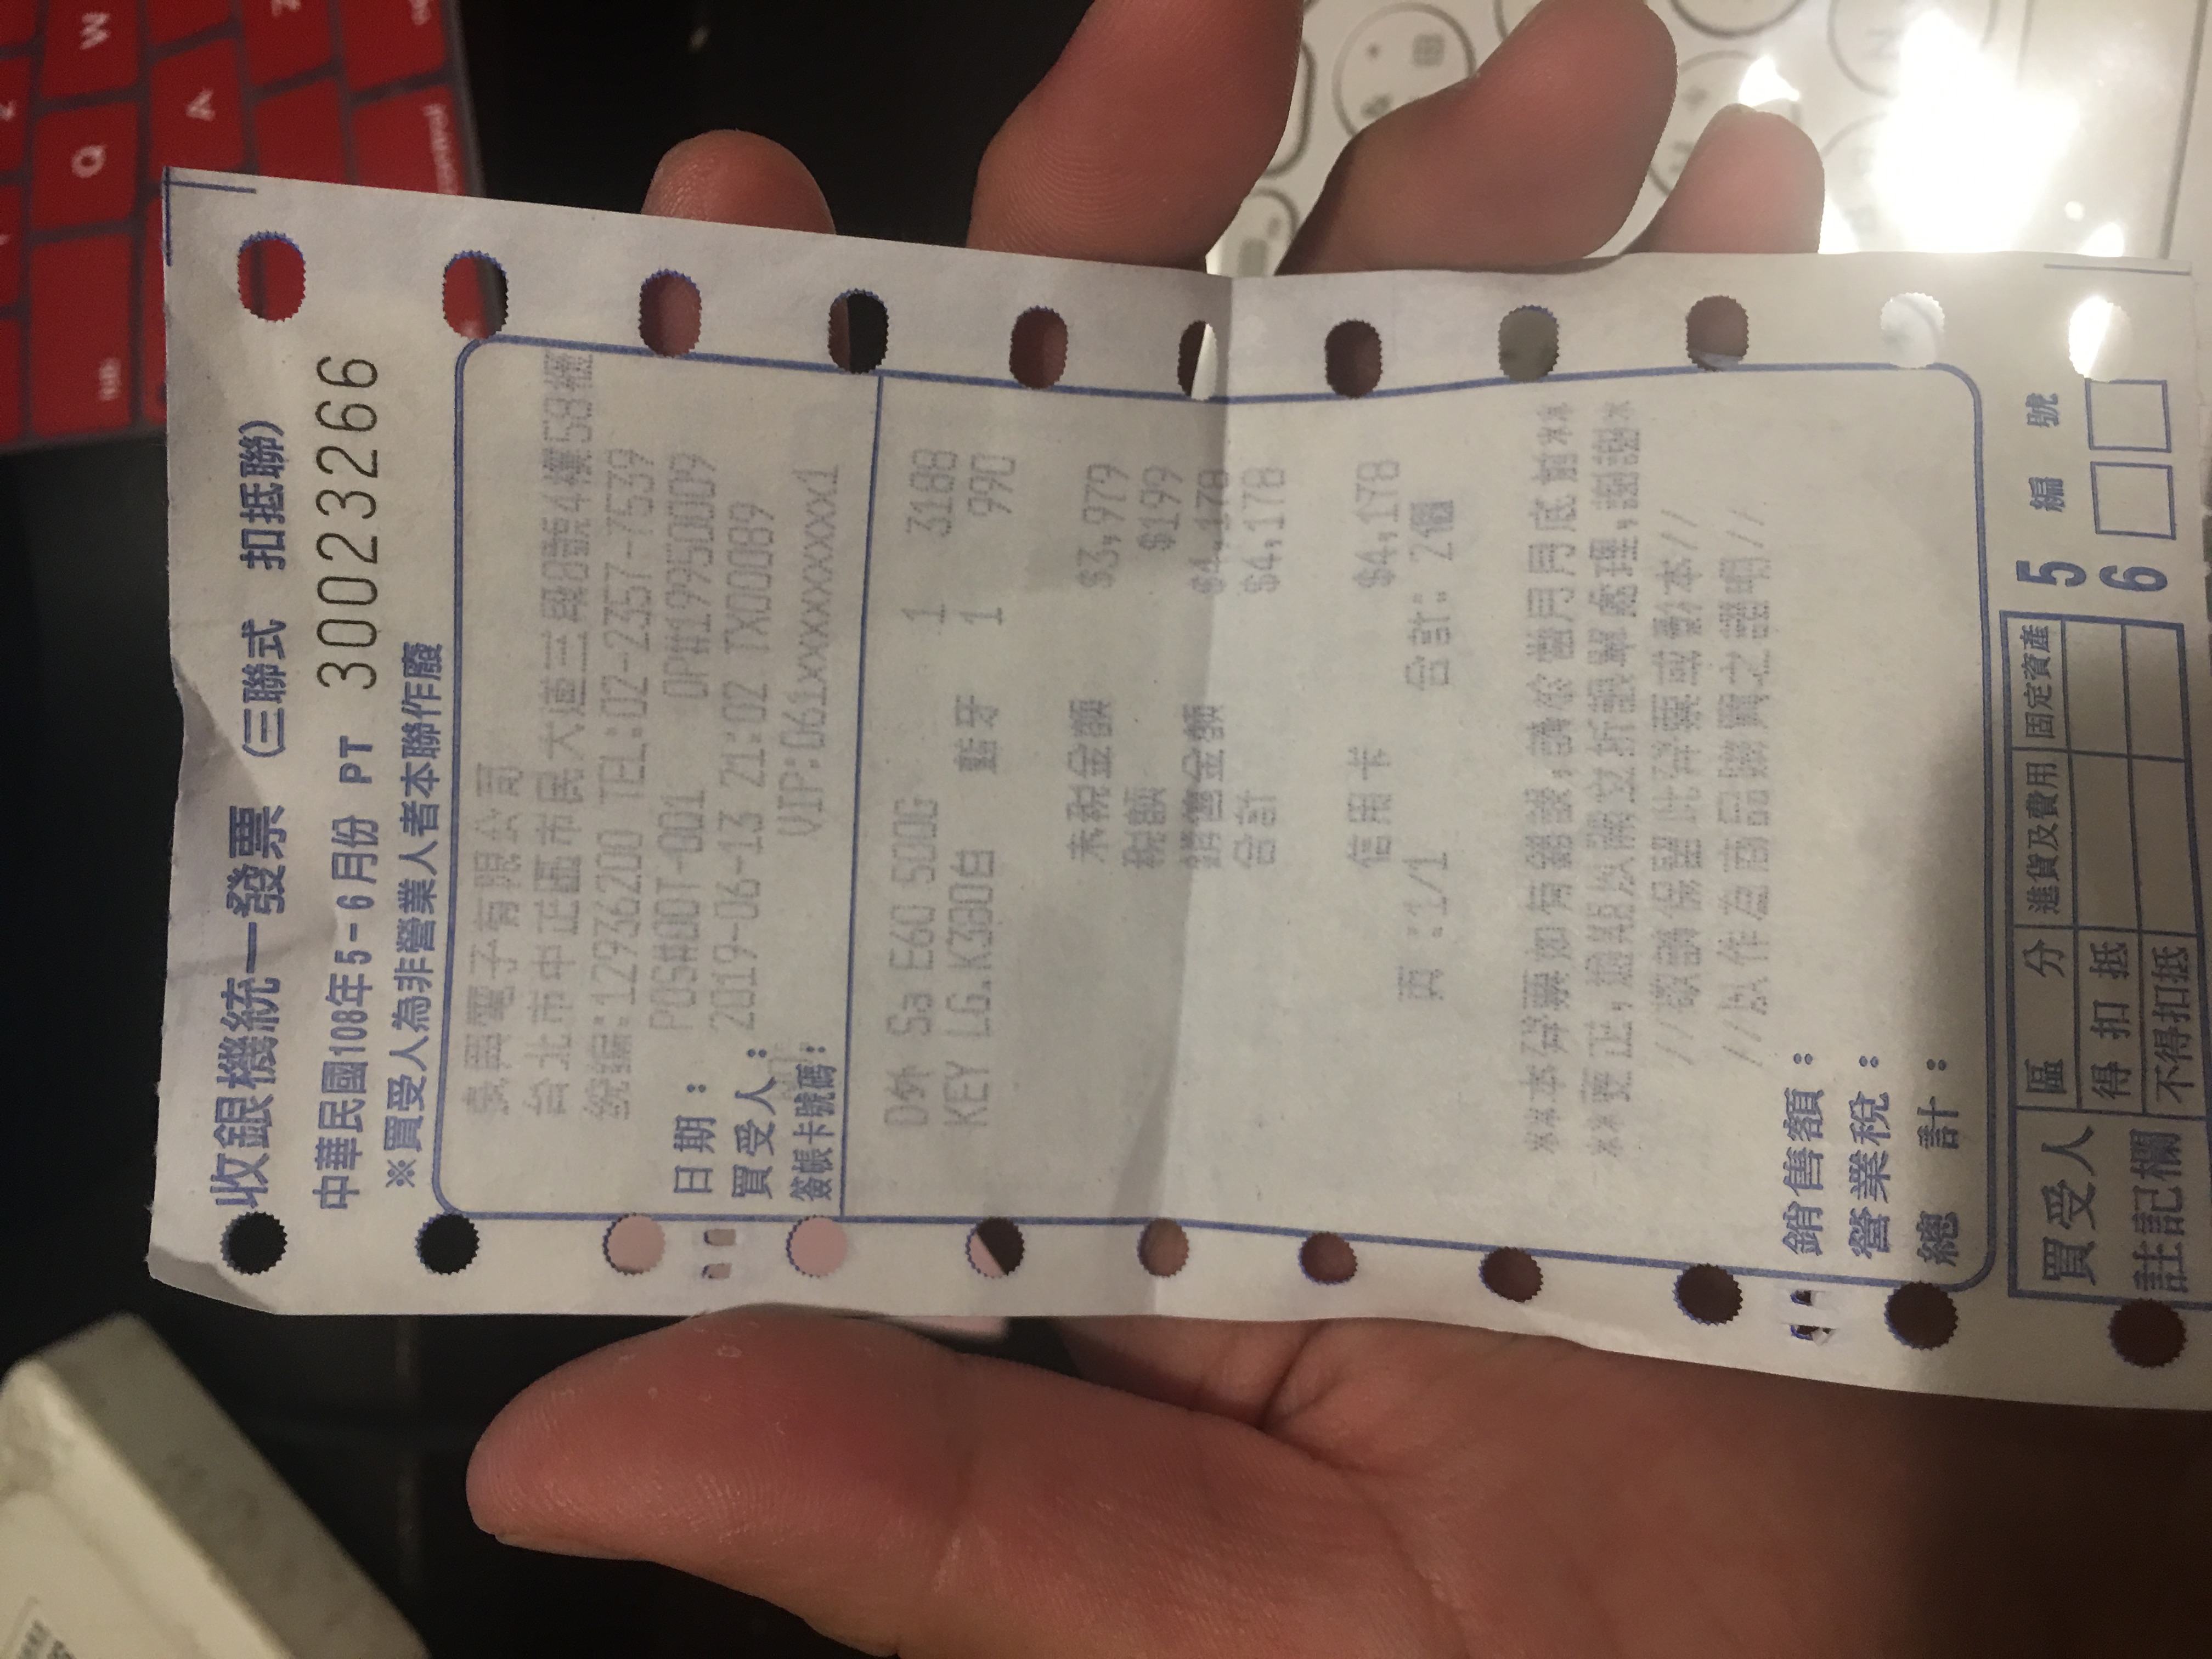 收銀機統一發票 (三聯式 扣抵聯)
中華民國108年5-6月份 PT 30023266
※買受人為非營業人者本聯作廢
良興電子有限公司
台北市中正區市民大道三段8號4樓58櫃
統編:12936200 TEL:02-2357-7539
POS#00T-001 OP#19950009
日期:
2019-06-13 21:02 TX00089
買受人:
NO. VIP:061xxxxxxxxx1
簽帳卡號碼:
D外 Sa E60 500G 1 3188
KEY LG.K380白 藍牙 1 990
未稅金額 $3,979
稅額 $199
銷售金額 $4,178
合計 $4,178
信用卡 $4,178
頁 :1/1 合計: 2個
**本發票如有錯誤,請於當月月底前**
**更正,逾期以開立折讓單處理,謝謝*
//敬請保留此發票或影本//
//以作為商品購買之證明//
銷售額:
營業稅:
總 計:
買受人註記欄 區 分 進貨及費用 固定資產
得扣抵
不得扣抵
5 6 編 號
tab Q W
A Z
control